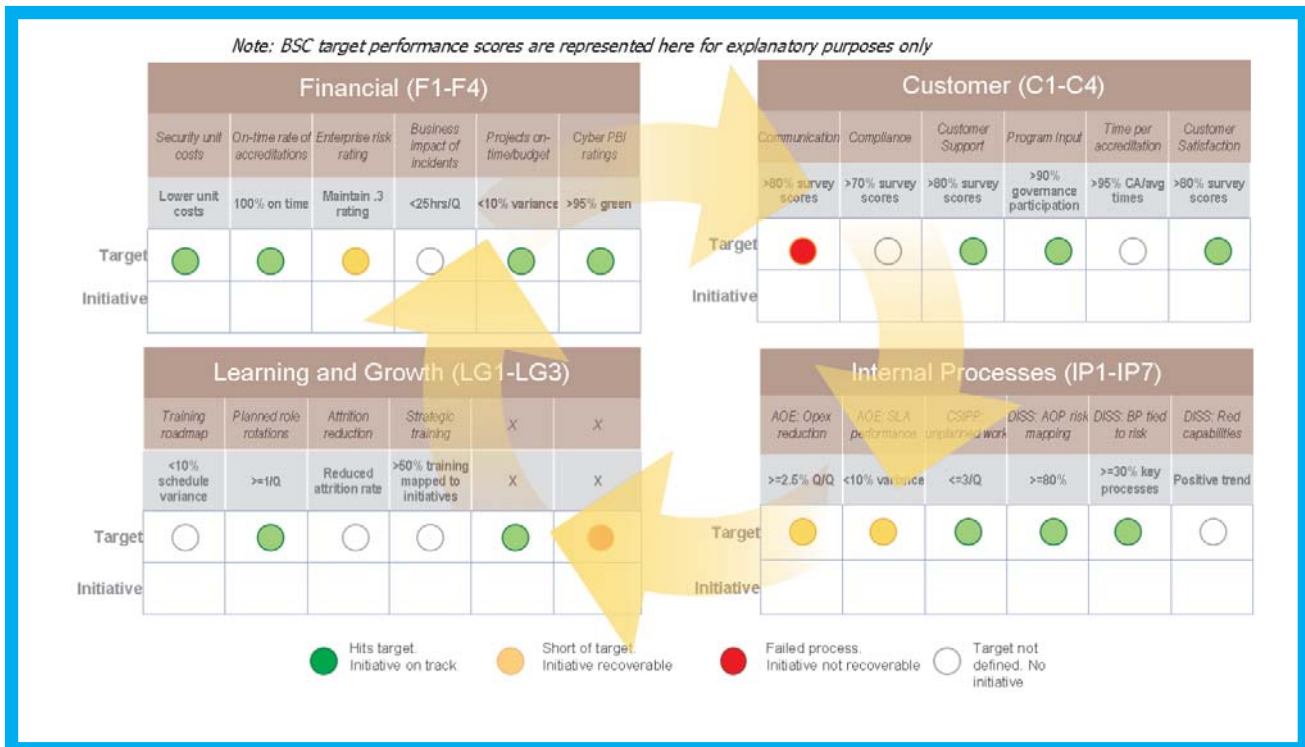 Note: BSC target performance scores are represented here for explanatory purposes only
Financial (F1-F4)
Security unit
costs
On-time rate of
accreditations
Enterprise risk
rating
Business
impact of
incidents
Projects on-
time/budget
Cyber PBI
ratings
Lower unit
costs
100% on time
Maintain .3
rating
<25hrs/Q
<10% variance
>95% green
Target
Initiative
Customer (C1-C4)
Communication
Compliance
Customer
Support
Program Input
Time per
accreditation
Customer
Satisfaction
>80% survey
scores
>70% survey
scores
>80% survey
scores
>90%
governance
participation
>95% CA/avg
times
>80% survey
scores
Target
Initiative
Learning and Growth (LG1-LG3)
Training
roadmap
Planned role
rotations
Attrition
reduction
Strategic
training
X
X
<10%
schedule
variance
>=1/Q
Reduced
attrition rate
>50% training
mapped to
initiatives
X
X
Target
Initiative
Internal Processes (IP1-IP7)
AOE: Opex
reduction
AOE: SLA
performance
CSIPP:
unplanned work
DISS: AOP risk
mapping
DISS: BP tied
to risk
DISS: Red
capabilities
>=2.5% Q/Q
<10% variance
<=3/Q
>=80%
>=30% key
processes
Positive trend
Target
Initiative
Hits target.
Initiative on track
Short of target.
Initiative recoverable
Failed process.
Initiative not recoverable
Target not
defined. No
initiative